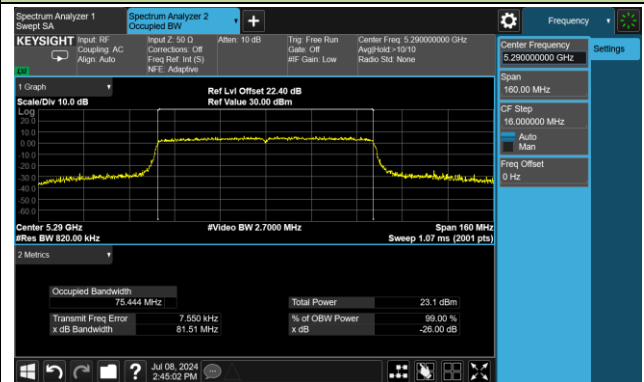 Spectrum Analyzer 1
Swept SA
Spectrum Analyzer 2
Occupied BW
Frequency
KEYSIGHT
Input: RF
Coupling: AC
Align: Auto
Input Z: 50 Ω
Corrections: Off
Freq Ref: Int (S)
NFE: Adaptive
Atten: 10 dB
Trig: Free Run
Gate: Off
#IF Gain: Low
Center Freq: 5.290000000 GHz
Avg|Hold:>10/10
Radio Std: None
Center Frequency
5.290000000 GHz
Settings
Span
160.00 MHz
CF Step
16.000000 MHz
Auto
Man
Freq Offset
0 Hz
1 Graph
Scale/Div 10.0 dB
Ref Lvl Offset 22.40 dB
Ref Value 30.00 dBm
Log
20.0
10.0
0.00
-10.0
-20.0
-30.0
-40.0
-50.0
-60.0
Center 5.29 GHz
#Res BW 820.00 kHz
#Video BW 2.7000 MHz
Span 160 MHz
Sweep 1.07 ms (2001 pts)
2 Metrics
Occupied Bandwidth
75.444 MHz
Total Power
23.1 dBm
Transmit Freq Error
7.550 kHz
% of OBW Power
99.00 %
x dB Bandwidth
81.51 MHz
x dB
-26.00 dB
Jul 08, 2024
2:45:02 PM